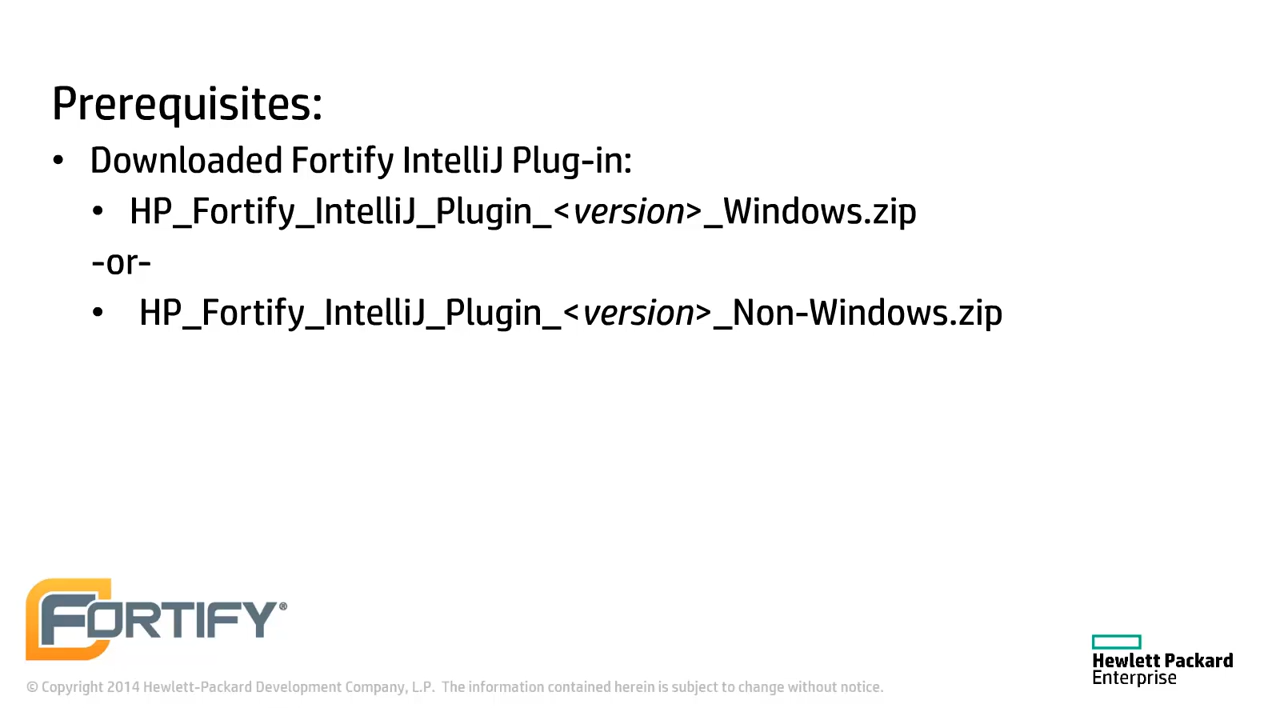 Prerequisites:
• Downloaded Fortify IntelliJ Plug-in:
• HP_Fortify_IntelliJ_Plugin_<version>_Windows.zip
-or-
• HP_Fortify_IntelliJ_Plugin_<version>_Non-Windows.zip
FORTIFY®
Hewlett Packard
Enterprise
© Copyright 2014 Hewlett-Packard Development Company, L.P. The information contained herein is subject to change without notice.